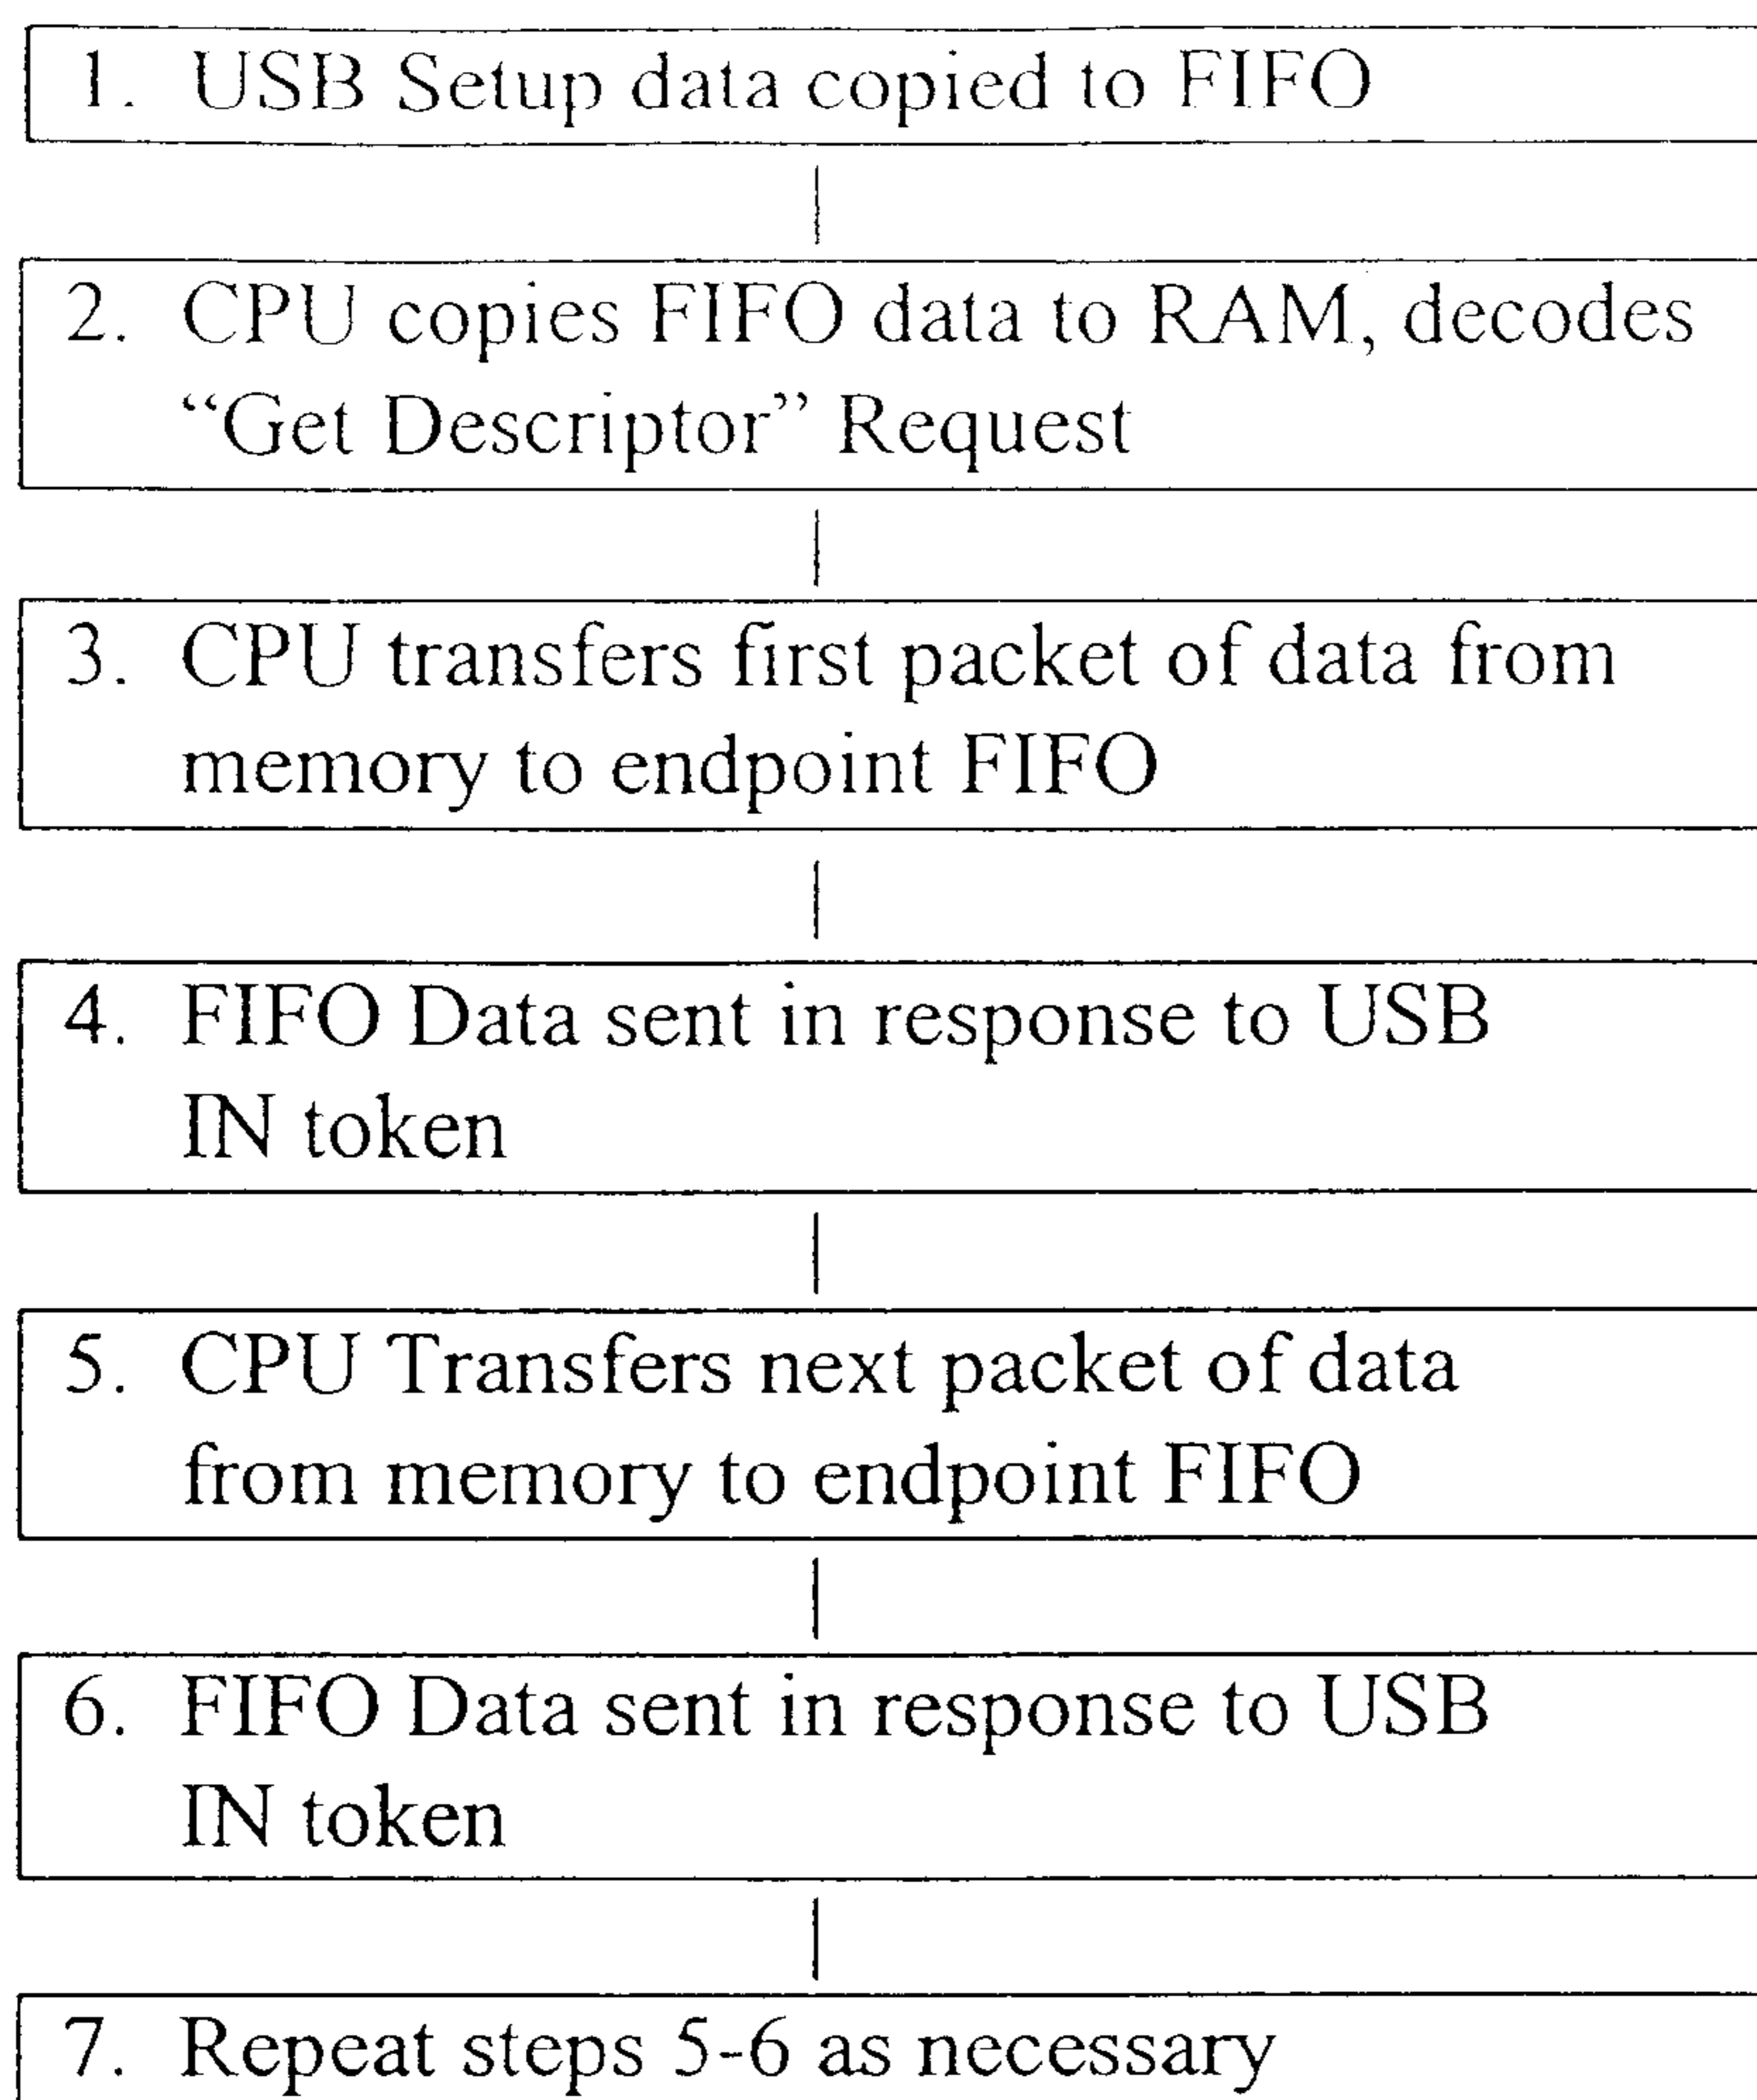 1. USB Setup data copied to FIFO
2. CPU copies FIFO data to RAM, decodes
“Get Descriptor” Request
3. CPU transfers first packet of data from
memory to endpoint FIFO
4. FIFO Data sent in response to USB
IN token
5. CPU Transfers next packet of data
from memory to endpoint FIFO
6. FIFO Data sent in response to USB
IN token
7. Repeat steps 5-6 as necessary